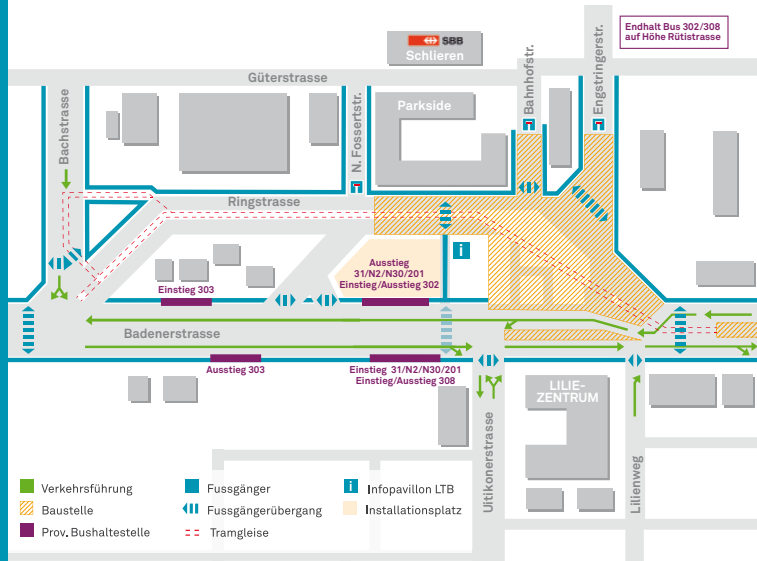 Endhalt Bus 302/308
auf Höhe Rütistrasse
SBB
Schlieren
Güterstrasse
Bachstrasse
N. Fossertstr.
Parkside
Bahnhofstr.
Engstringerstr.
Ringstrasse
i
Ausstieg
31/N2/N30/201
Einstieg/Ausstieg 302
Einstieg 303
Badenerstrasse
Ausstieg 303
Einstieg 31/N2/N30/201
Einstieg/Ausstieg 308
LILIE-
ZENTRUM
Uitikonerstrasse
Lilienweg
Verkehrsführung
Baustelle
Prov. Bushaltestelle
Fussgänger
Fussgängerübergang
Tramgleise
i Infopavillon LTB
Installationsplatz